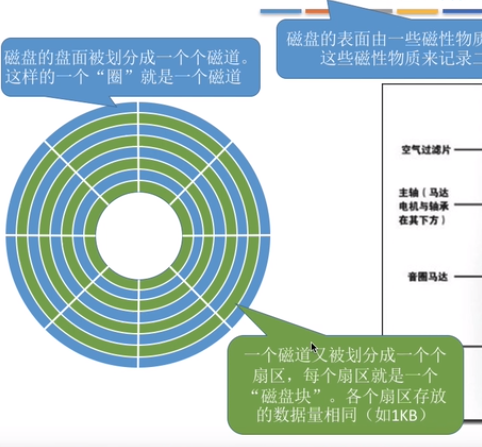 磁盘的盘面被划分成一个个磁道。
这样的一个“圈”就是一个磁道
磁盘的表面由一些磁性物质
这些磁性物质来记录二
空气过滤片
主轴（马达
电机与轴承
在其下方）
音圈马达
一个磁道又被划分成一个个
扇区，每个扇区就是一个
“磁盘块”。各个扇区存放
的数据量相同（如1KB）